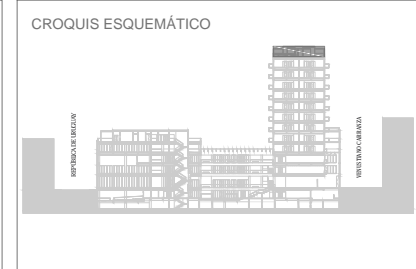 CROQUIS ESQUEMÁTICO
REPÚBLICA DE URUGUAY
VENUSTIANO CARRANZA